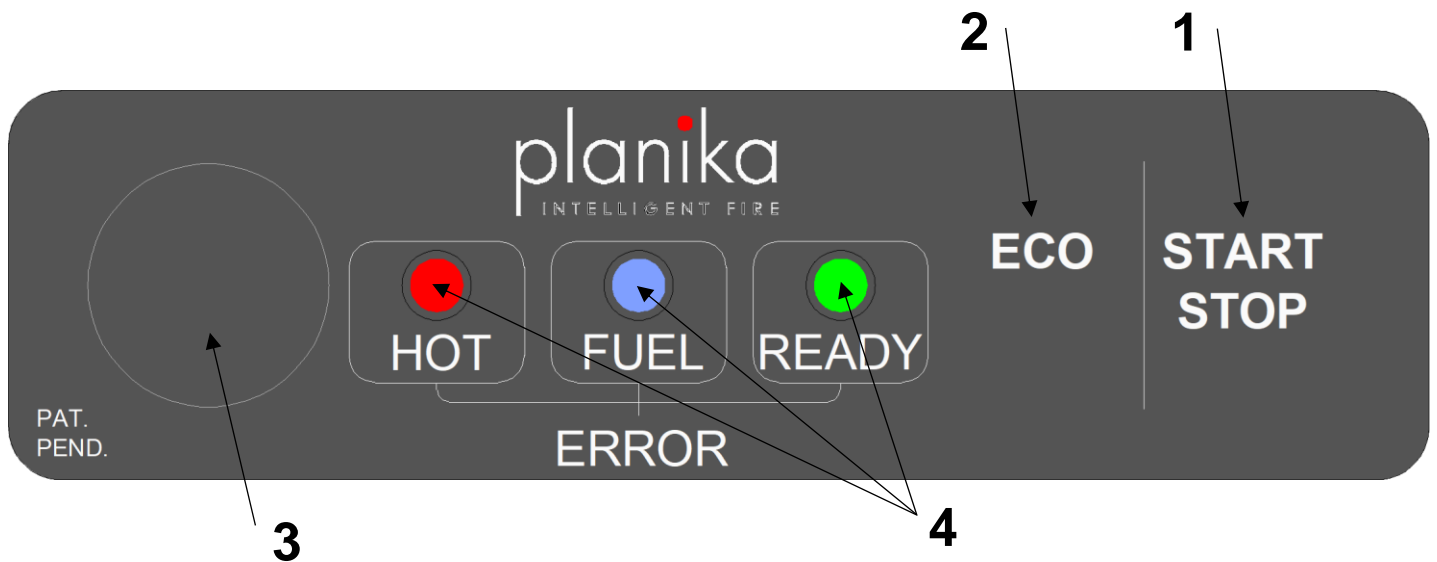 2
1
planika
INTELLIGENT FIRE
ECO
START
STOP
HOT
FUEL
READY
PAT.
PEND.
ERROR
3
4